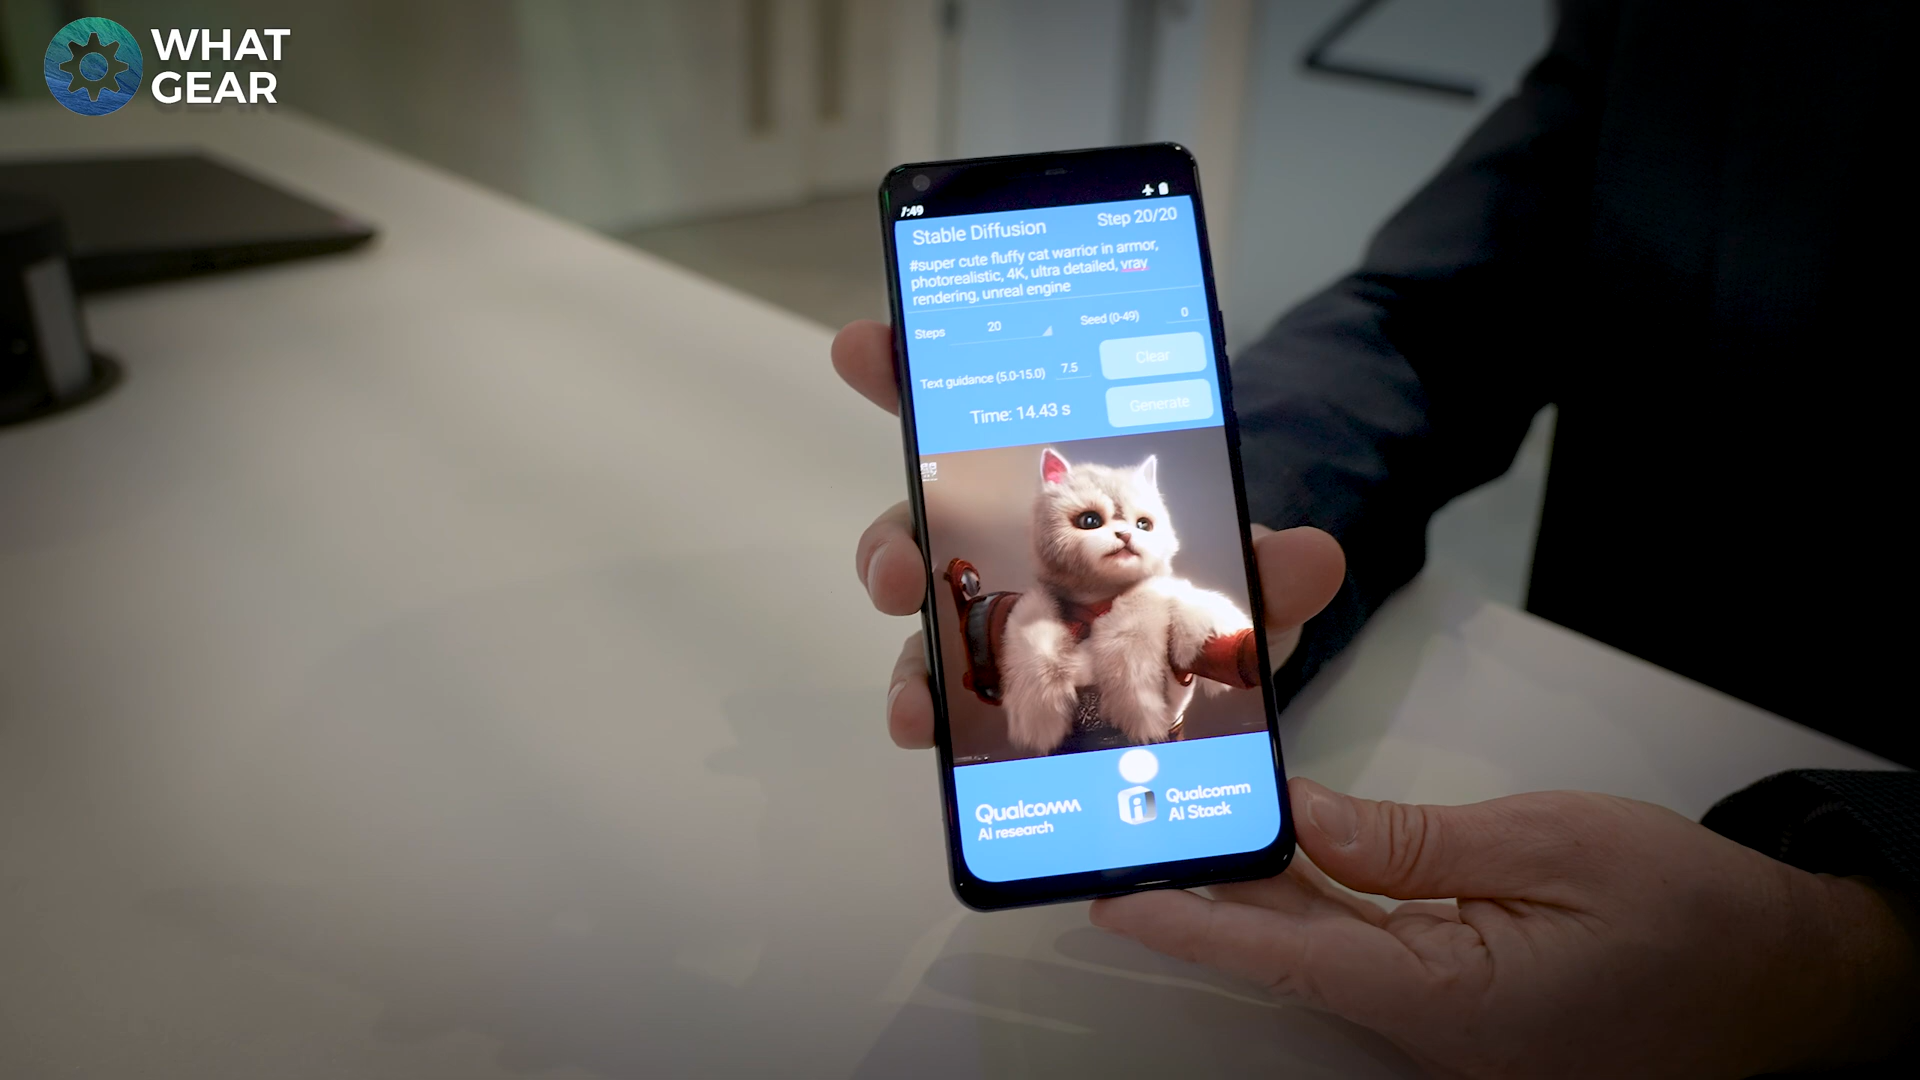 WHAT
GEAR
7:49
Stable Diffusion
Step 20/20
#super cute fluffy cat warrior in armor,
photorealistic, 4K, ultra detailed, vray
rendering, unreal engine
Steps 20
Seed (0-49) 0
Clear
Text guidance (5.0-15.0) 7.5
Time: 14.43 s
Generate
Qualcomm
AI research
Qualcomm
AI Stack